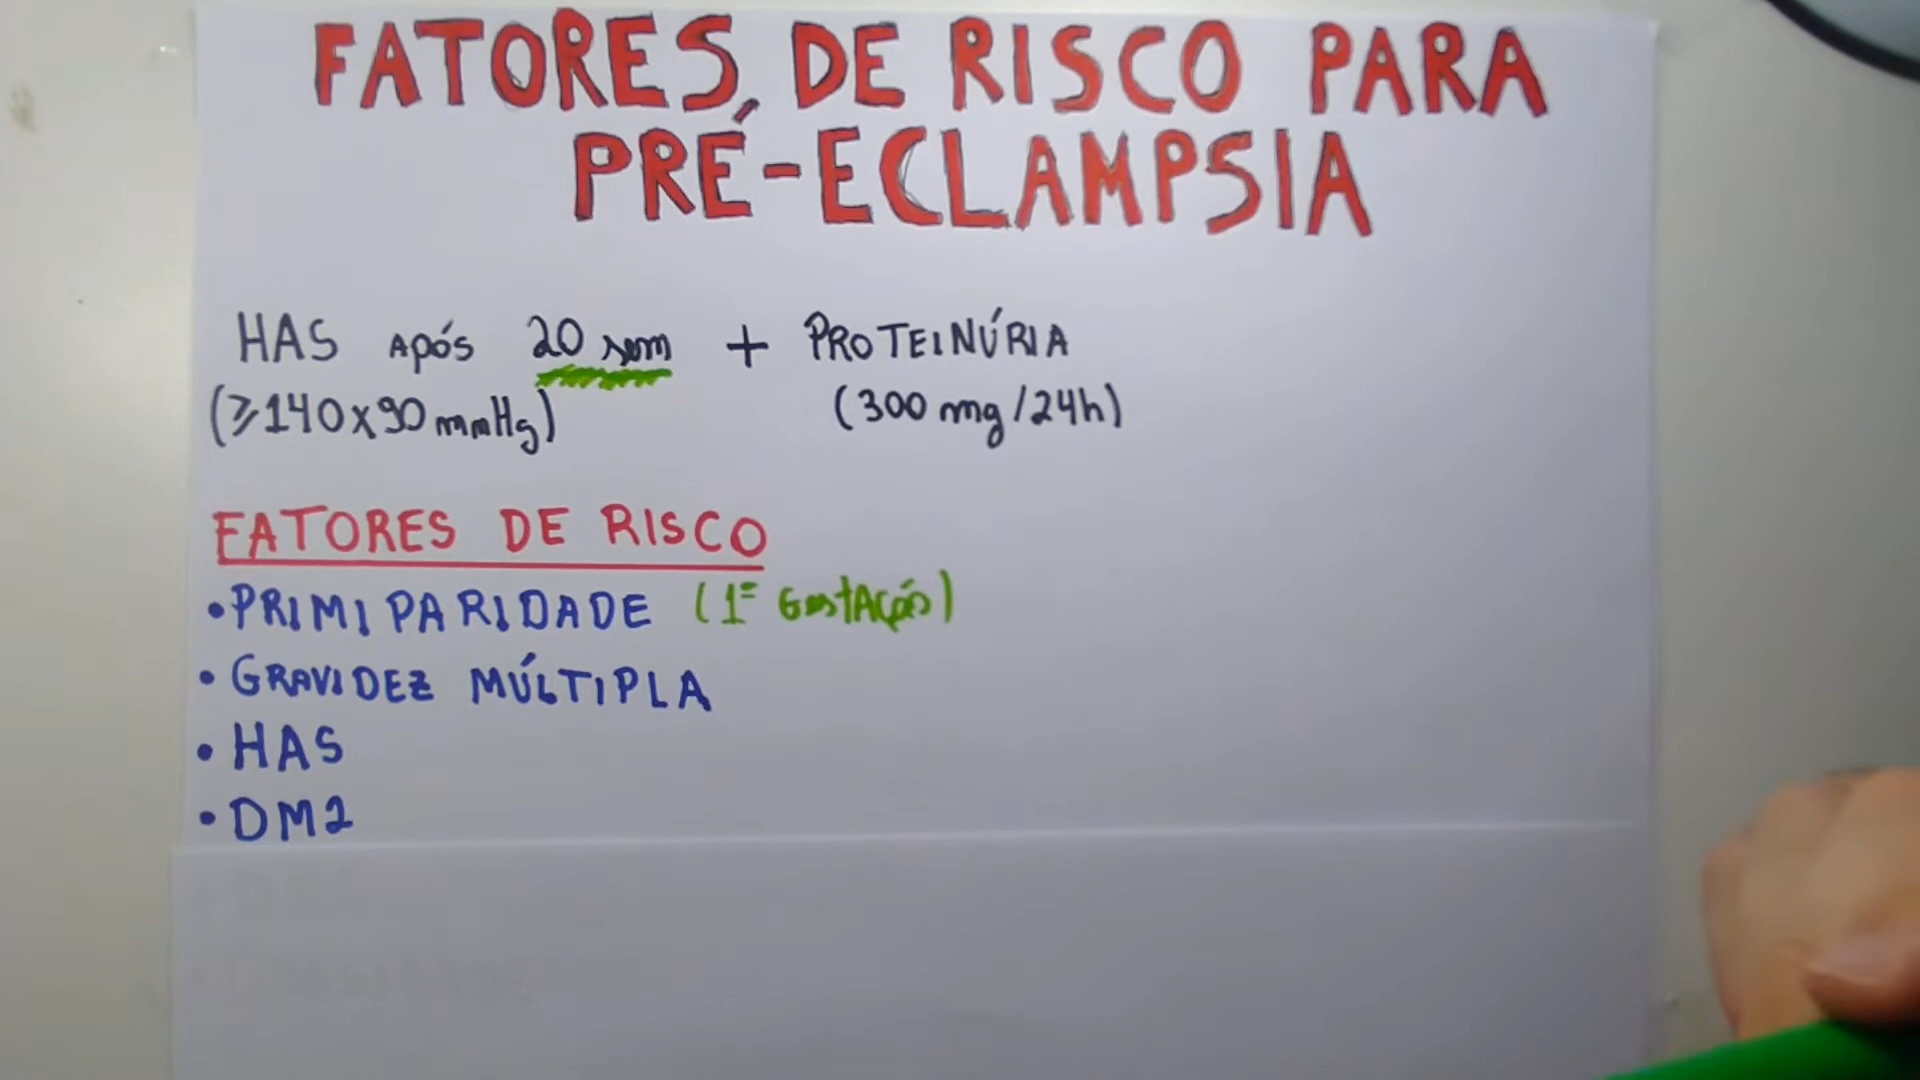 FATORES DE RISCO PARA
PRÉ-ECLAMPSIA
HAS APÓS 20 sem + PROTEINÚRIA
(≥140x90 mmHg) (300 mg/24h)
FATORES DE RISCO
• PRIMIPARIDADE (1ª GestAção)
• GRAVIDEZ MÚLTIPLA
• HAS
• DM2